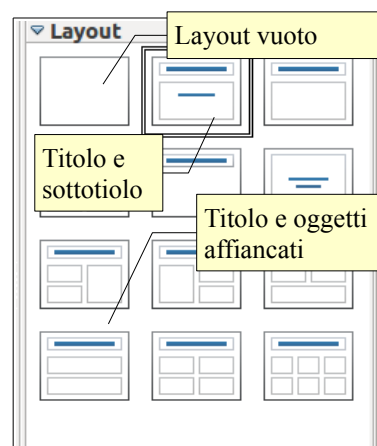 Layout
Layout vuoto
Titolo e
sottotiolo
Titolo e oggetti
affiancati